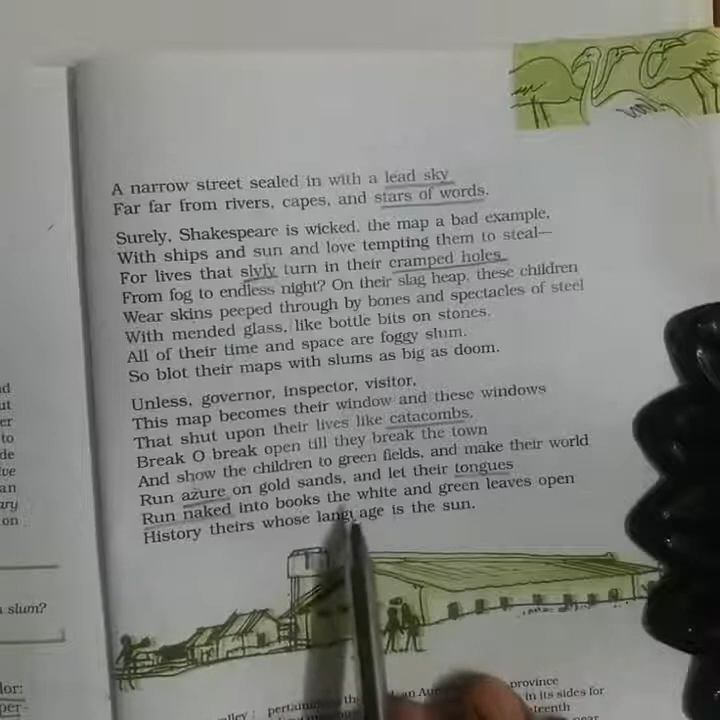 A narrow street sealed in with a lead sky
Far far from rivers, capes, and stars of words.
Surely, Shakespeare is wicked, the map a bad example,
With ships and sun and love tempting them to steal—
For lives that slyly turn in their cramped holes
From fog to endless night? On their slag heap, these children
Wear skins peeped through by bones and spectacles of steel
With mended glass, like bottle bits on stones.
All of their time and space are foggy slum.
So blot their maps with slums as big as doom.
Unless, governor, inspector, visitor,
This map becomes their window and these windows
That shut upon their lives like catacombs,
Break O break open till they break the town
And show the children to green fields, and make their world
Run azure on gold sands, and let their tongues
Run naked into books the white and green leaves open
History theirs whose language is the sun.
slum?
province
in its sides for